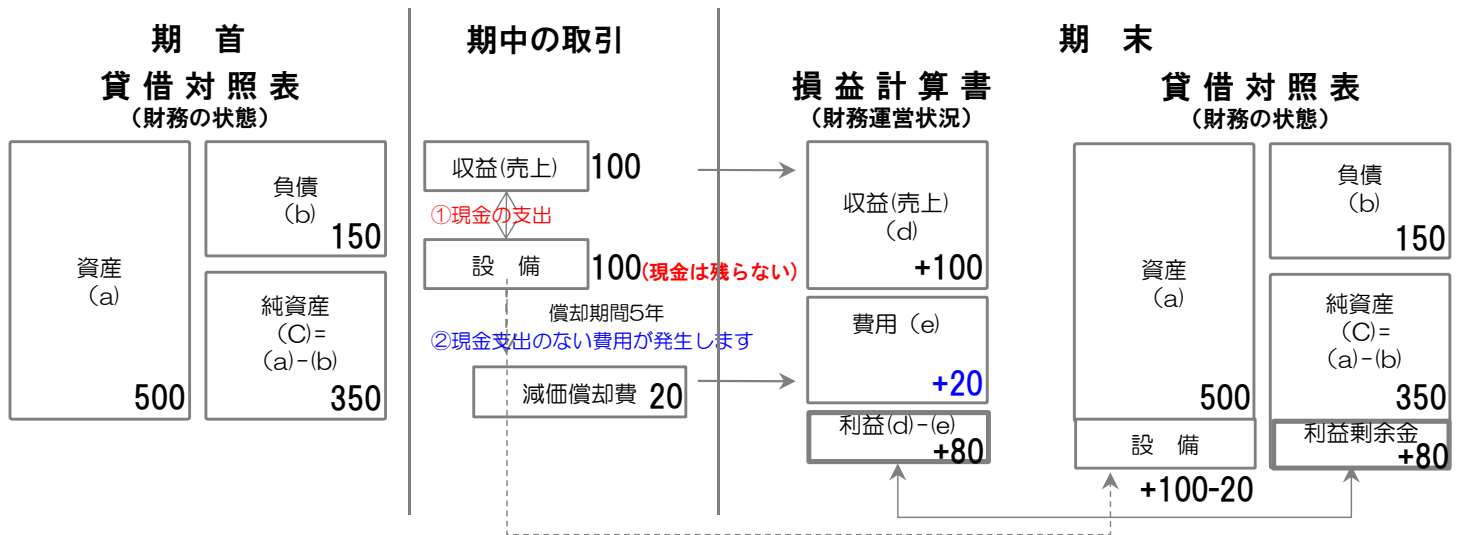 期　首
貸 借 対 照 表
（財務の状態）
資産
(a)
500
負債
(b)
150
純資産
(C)=
(a)-(b)
350
期中の取引
収益(売上)
100
①現金の支出
設　備
100
(現金は残らない)
償却期間5年
②現金支出のない費用が発生します
減価償却費
20
期　末
損 益 計 算 書
（財務運営状況）
収益(売上)
(d)
+100
費用（e)
+20
利益(d)-(e)
+80
貸 借 対 照 表
（財務の状態）
資産
(a)
500
設　備
+100-20
負債
(b)
150
純資産
(C)=
(a)-(b)
350
利益剰余金
+80